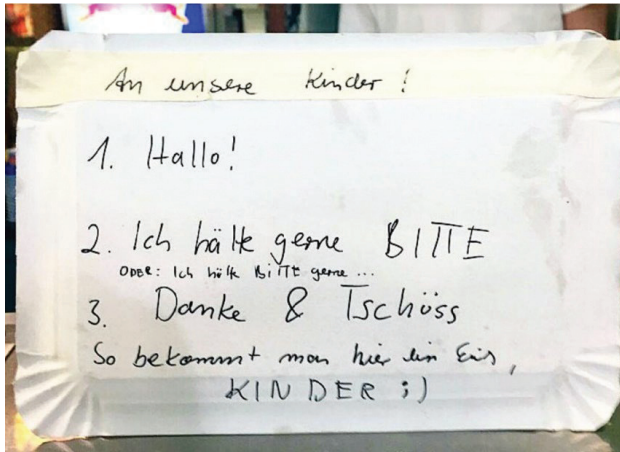 An unsere Kinder!
1. Hallo!
2. Ich hätte gerne BITTE
ODER: Ich hätte BITTE gerne ...
3. Danke & Tschöss
So bekommt man hier ein Eis,
KINDER ;)